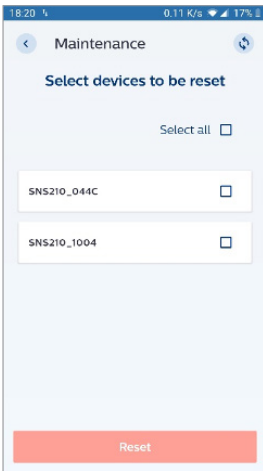 18:20 0.11 K/s 17%
Maintenance
Select devices to be reset
Select all
SNS210_044C
SNS210_1004
Reset